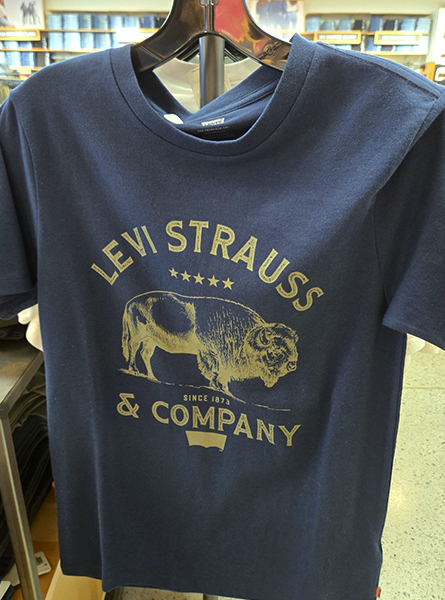 LEVI STRAUSS
SINCE 1873
& COMPANY